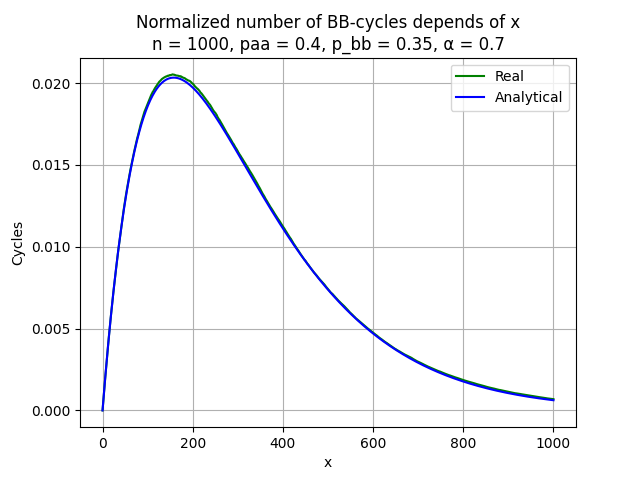 Normalized number of BB-cycles depends of x
n = 1000, paa = 0.4, p_bb = 0.35, α = 0.7
Real
Analytical
Cycles
0.020
0.015
0.010
0.005
0.000
0 200 400 600 800 1000
x